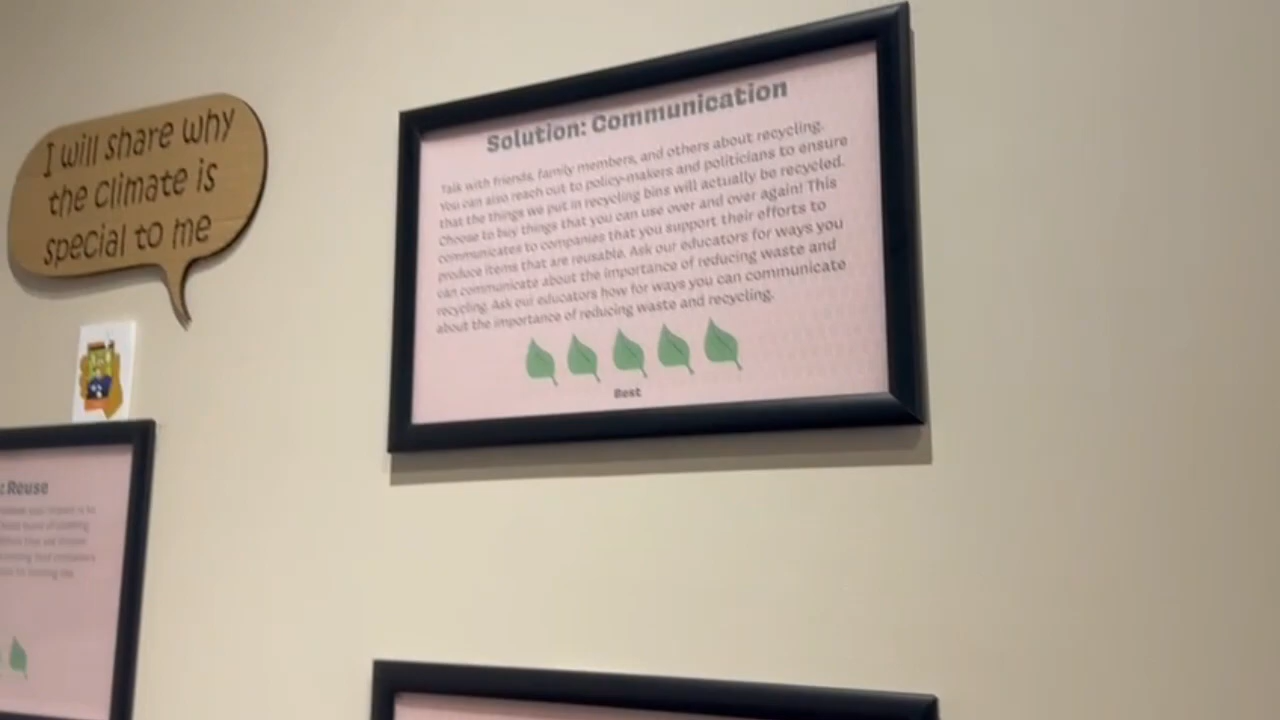 I will share why
the Climate is
special to me
Solution: Communication
Talk with friends, family members, and others about recycling.
You can also reach out to policy-makers and politicians to ensure
that the things we put in recycling bins will actually be recycled.
Choose to buy things that you can use over and over again! This
communicates to companies that you support their efforts to
produce items that are reusable. Ask our educators for ways you
can communicate about the importance of reducing waste and
recycling. Ask our educators how for ways you can communicate
about the importance of reducing waste and recycling.
Best
: Reuse